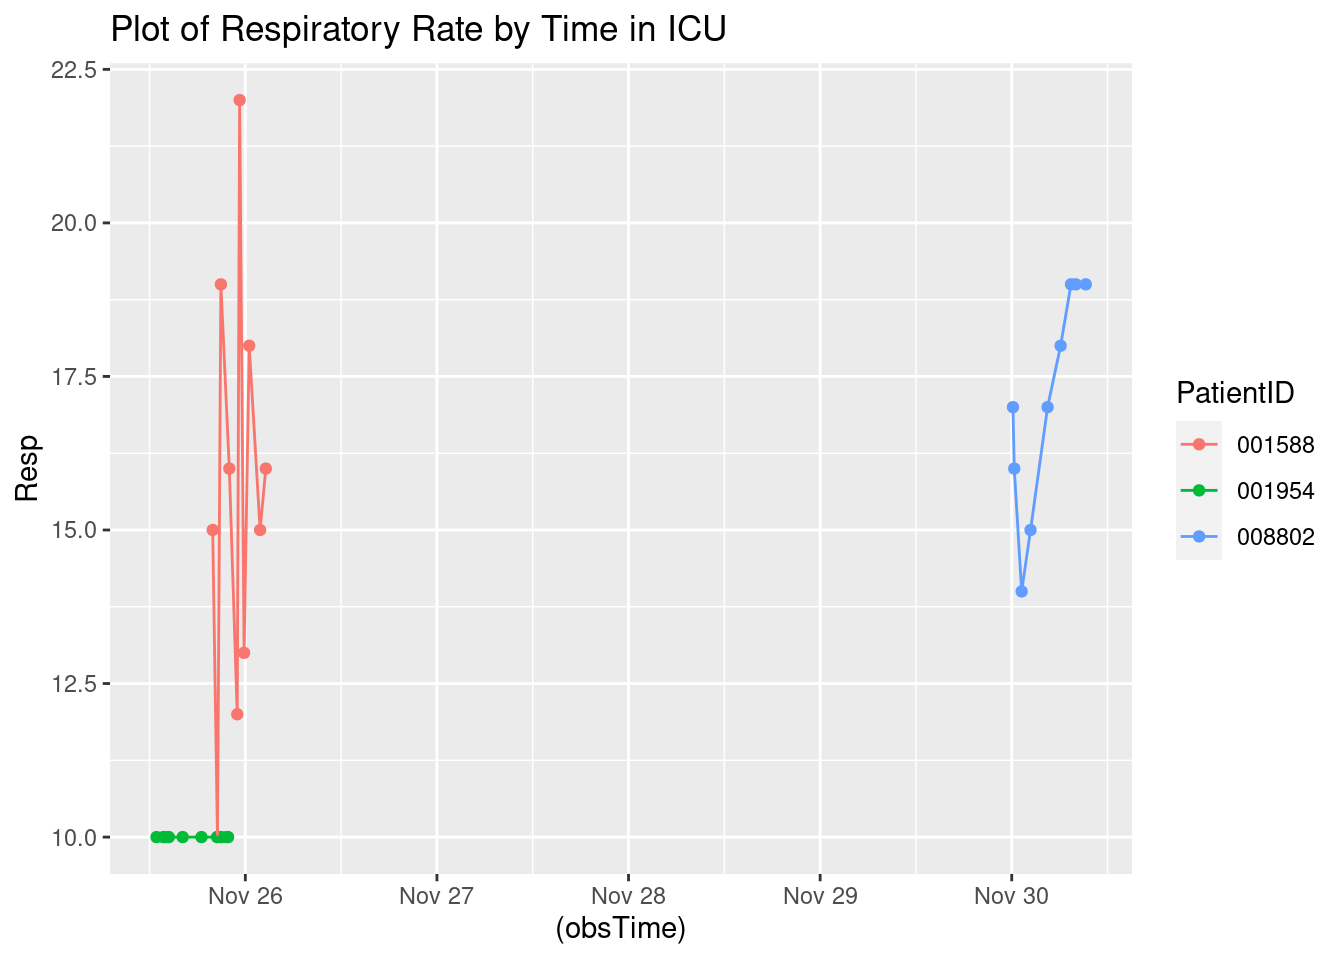 Plot of Respiratory Rate by Time in ICU
22.5
20.0
17.5
15.0
12.5
10.0
Resp
Nov 26 Nov 27 Nov 28 Nov 29 Nov 30
(obsTime)
PatientID
001588
001954
008802